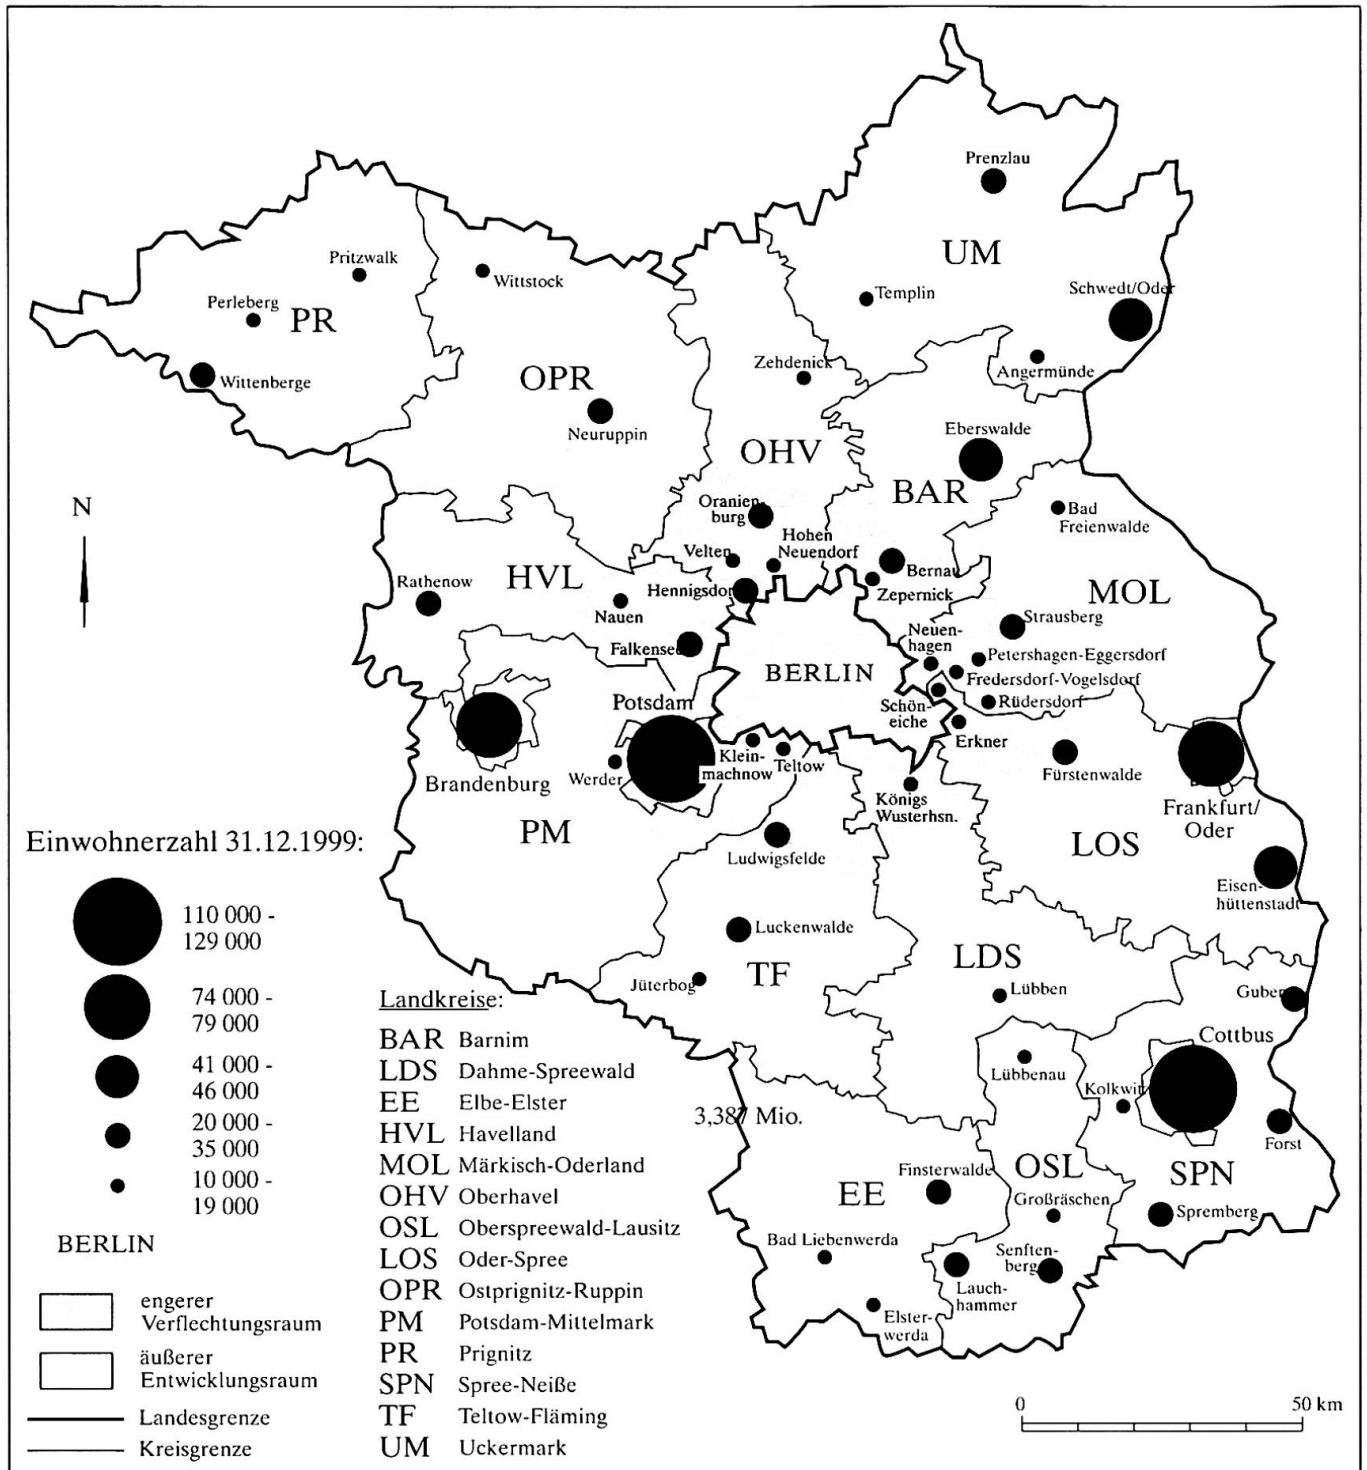 Prenzlau
UM
Pritzwalk
Wittstock
Templin
Schwedt/Oder
Perleberg
PR
Wittenberge
Zehdenick
Angermünde
OPR
Neuruppin
Eberswalde
OHV
BAR
N
Oranien-
burg
Bad
Freienwalde
Hohen
Neuendorf
Velten
Bernau
HVL
Rathenow
Hennigsdorf
Zepernick
MOL
Nauen
Strausberg
Neuen-
hagen
Falkensee
Petershagen-Eggersdorf
BERLIN
Fredersdorf-Vogelsdorf
Potsdam
Schön-
eiche
Rüdersdorf
Erkner
Brandenburg
Werder
Klein-
machnow
Teltow
Fürstenwalde
Königs
Wusterhsn.
Frankfurt/
Oder
PM
Ludwigsfelde
LOS
Eisen-
hüttenstadt
Luckenwalde
TF
LDS
Jüterbog
Lübben
Guben
Cottbus
Lübbenau
Kolkwitz
3,387 Mio.
Forst
Finsterwalde
OSL
SPN
EE
Großräschen
Spremberg
Bad Liebenwerda
Senften-
berg
Lauch-
hammer
Elster-
werda
Einwohnerzahl 31.12.1999:
110 000 -
129 000
74 000 -
79 000
41 000 -
46 000
20 000 -
35 000
10 000 -
19 000
BERLIN
engerer
Verflechtungsraum
äußerer
Entwicklungsraum
Landesgrenze
Kreisgrenze
Landkreise:
BAR Barnim
LDS Dahme-Spreewald
EE Elbe-Elster
HVL Havelland
MOL Märkisch-Oderland
OHV Oberhavel
OSL Oberspreewald-Lausitz
LOS Oder-Spree
OPR Ostprignitz-Ruppin
PM Potsdam-Mittelmark
PR Prignitz
SPN Spree-Neiße
TF Teltow-Fläming
UM Uckermark
0 50 km